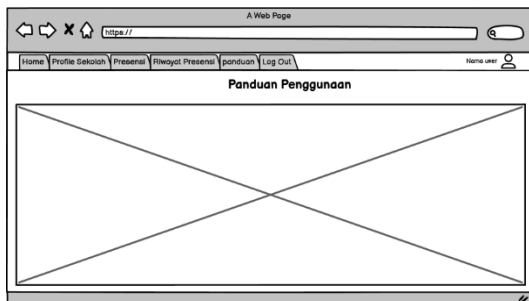 A Web Page
https://
Home Profile Sekolah Presensi Riwayat Presensi panduan Log Out Nama user
Panduan Penggunaan